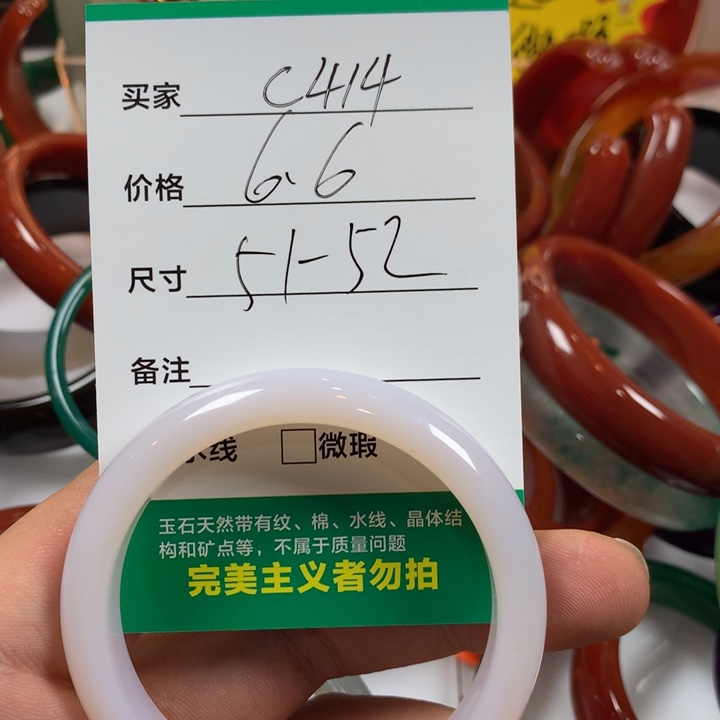 买家 C414
价格 6.6
尺寸 51-52
备注
水线 □微瑕
玉石天然带有纹、棉、水线、晶体结
构和矿点等，不属于质量问题
完美主义者勿拍